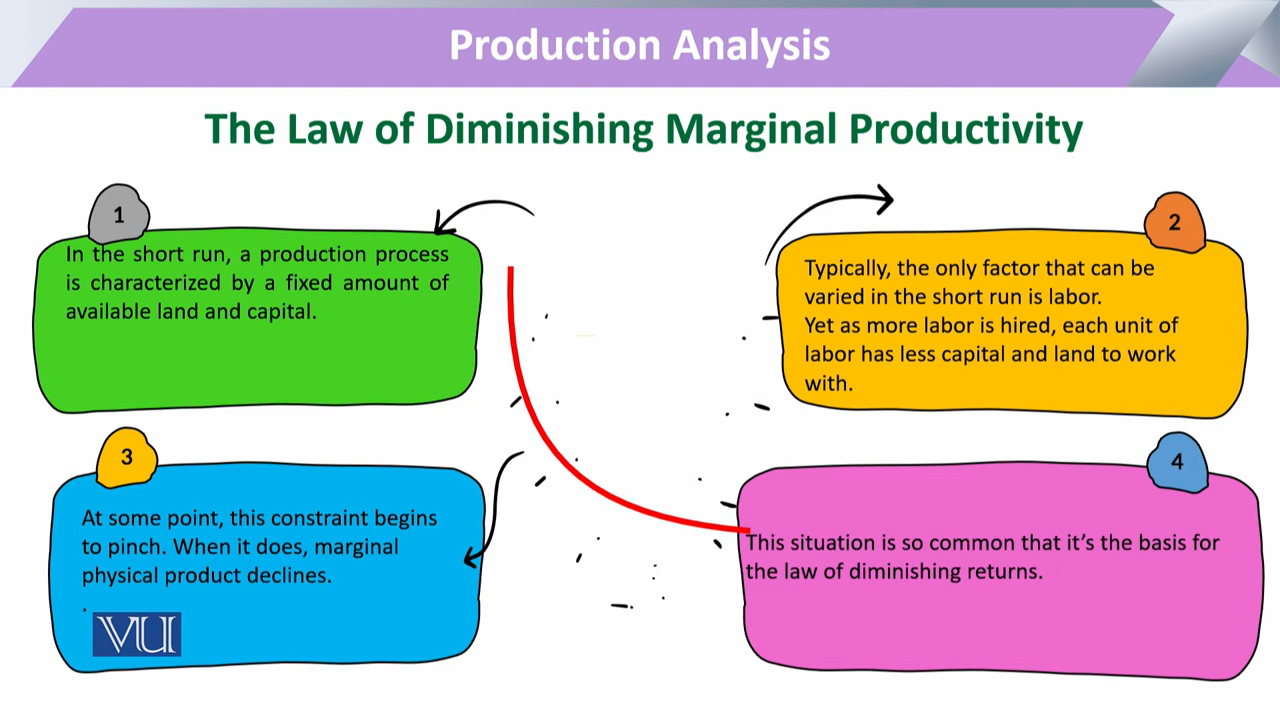 Production Analysis
The Law of Diminishing Marginal Productivity
1
In the short run, a production process
is characterized by a fixed amount of
available land and capital.
2
Typically, the only factor that can be
varied in the short run is labor.
Yet as more labor is hired, each unit of
labor has less capital and land to work
with.
3
At some point, this constraint begins
to pinch. When it does, marginal
physical product declines.
.
VU
4
This situation is so common that it’s the basis for
the law of diminishing returns.